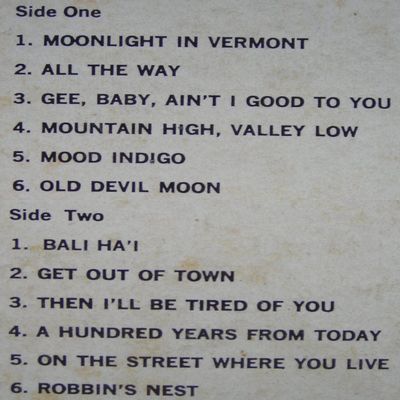 Side One
1. MOONLIGHT IN VERMONT
2. ALL THE WAY
3. GEE, BABY, AIN'T I GOOD TO YOU
4. MOUNTAIN HIGH, VALLEY LOW
5. MOOD INDIGO
6. OLD DEVIL MOON
Side Two
1. BALI HA'I
2. GET OUT OF TOWN
3. THEN I'LL BE TIRED OF YOU
4. A HUNDRED YEARS FROM TODAY
5. ON THE STREET WHERE YOU LIVE
6. ROBBIN'S NEST